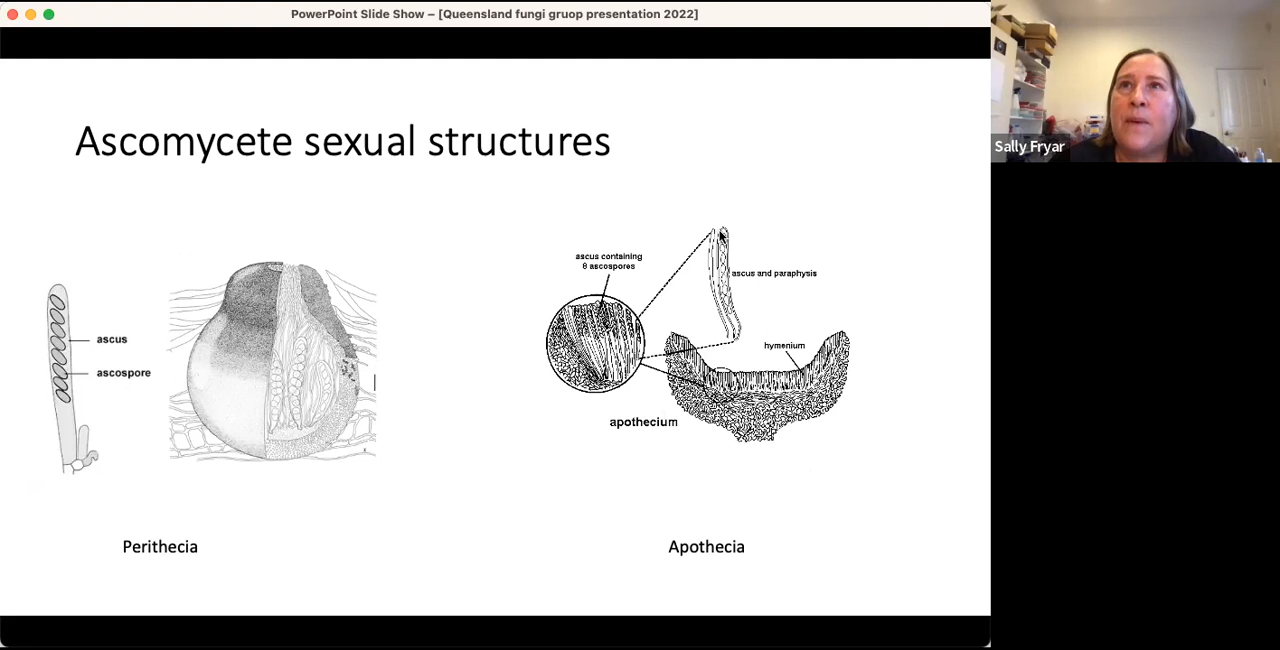 PowerPoint Slide Show – [Queensland fungi gruop presentation 2022]
Sally Fryar
Ascomycete sexual structures
ascus
ascospore
Perithecia
ascus containing
8 ascospores
ascus and paraphysis
hymenium
apothecium
Apothecia